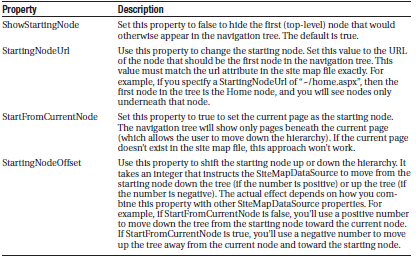 Property Description
ShowStartingNode Set this property to false to hide the first (top-level) node that would
otherwise appear in the navigation tree. The default is true.
StartingNodeUrl Use this property to change the starting node. Set this value to the URL
of the node that should be the first node in the navigation tree. This
value must match the url attribute in the site map file exactly. For
example, if you specify a StartingNodeUrl of "~/home.aspx", then the
first node in the tree is the Home node, and you will see nodes only
underneath that node.
StartFromCurrentNode Set this property to true to set the current page as the starting node.
The navigation tree will show only pages beneath the current page
(which allows the user to move down the hierarchy). If the current page
doesn't exist in the site map file, this approach won't work.
StartingNodeOffset Use this property to shift the starting node up or down the hierarchy. It
takes an integer that instructs the SiteMapDataSource to move from the
starting node down the tree (if the number is positive) or up the tree (if
the number is negative). The actual effect depends on how you com-
bine this property with other SiteMapDataSource properties. For
example, if StartFromCurrentNode is false, you'll use a positive number
to move down the tree from the starting node toward the current node.
If StartFromCurrentNode is true, you'll use a negative number to move
up the tree away from the current node and toward the starting node.